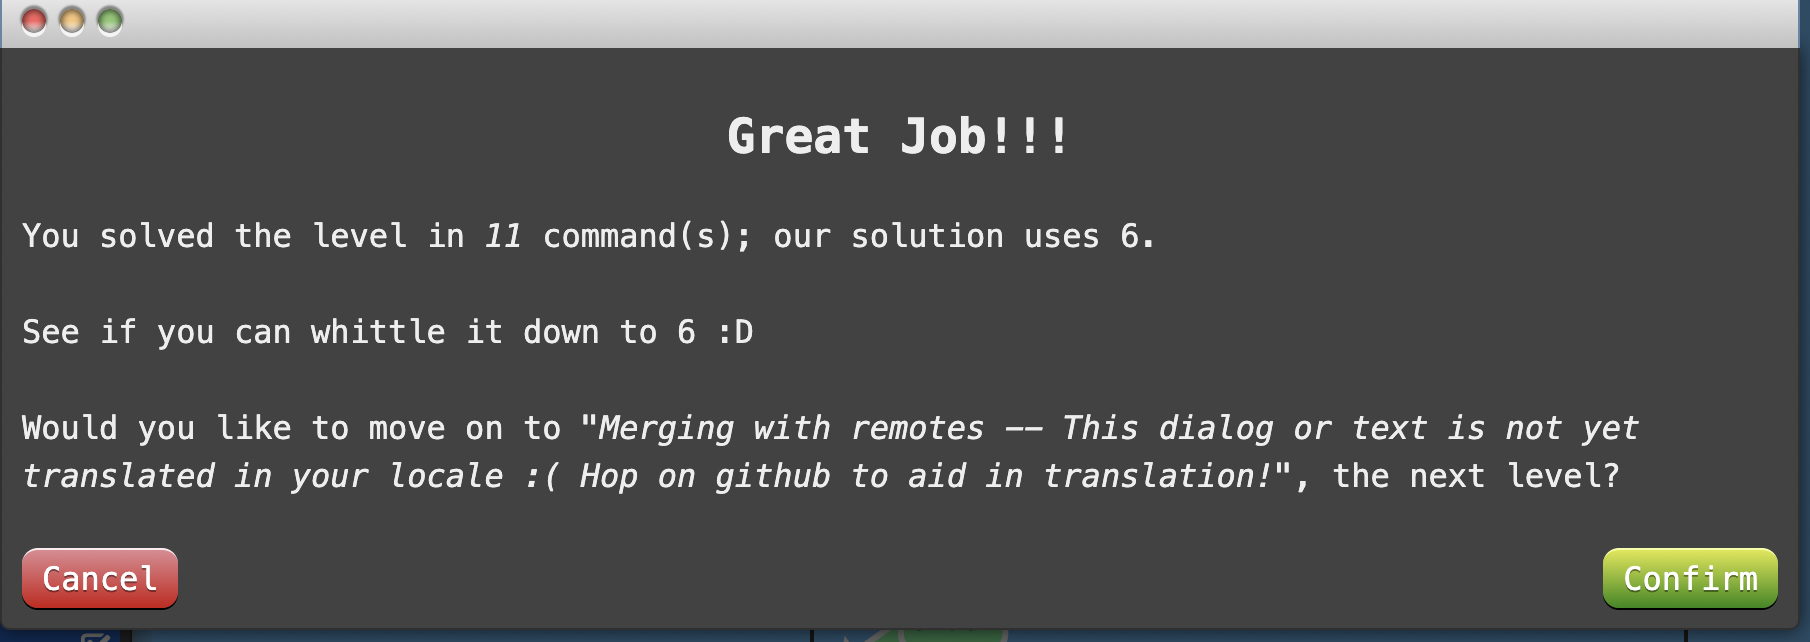 Great Job!!!
You solved the level in 11 command(s); our solution uses 6.
See if you can whittle it down to 6 :D
Would you like to move on to "Merging with remotes -- This dialog or text is not yet
translated in your locale :( Hop on github to aid in translation!", the next level?
Cancel
Confirm